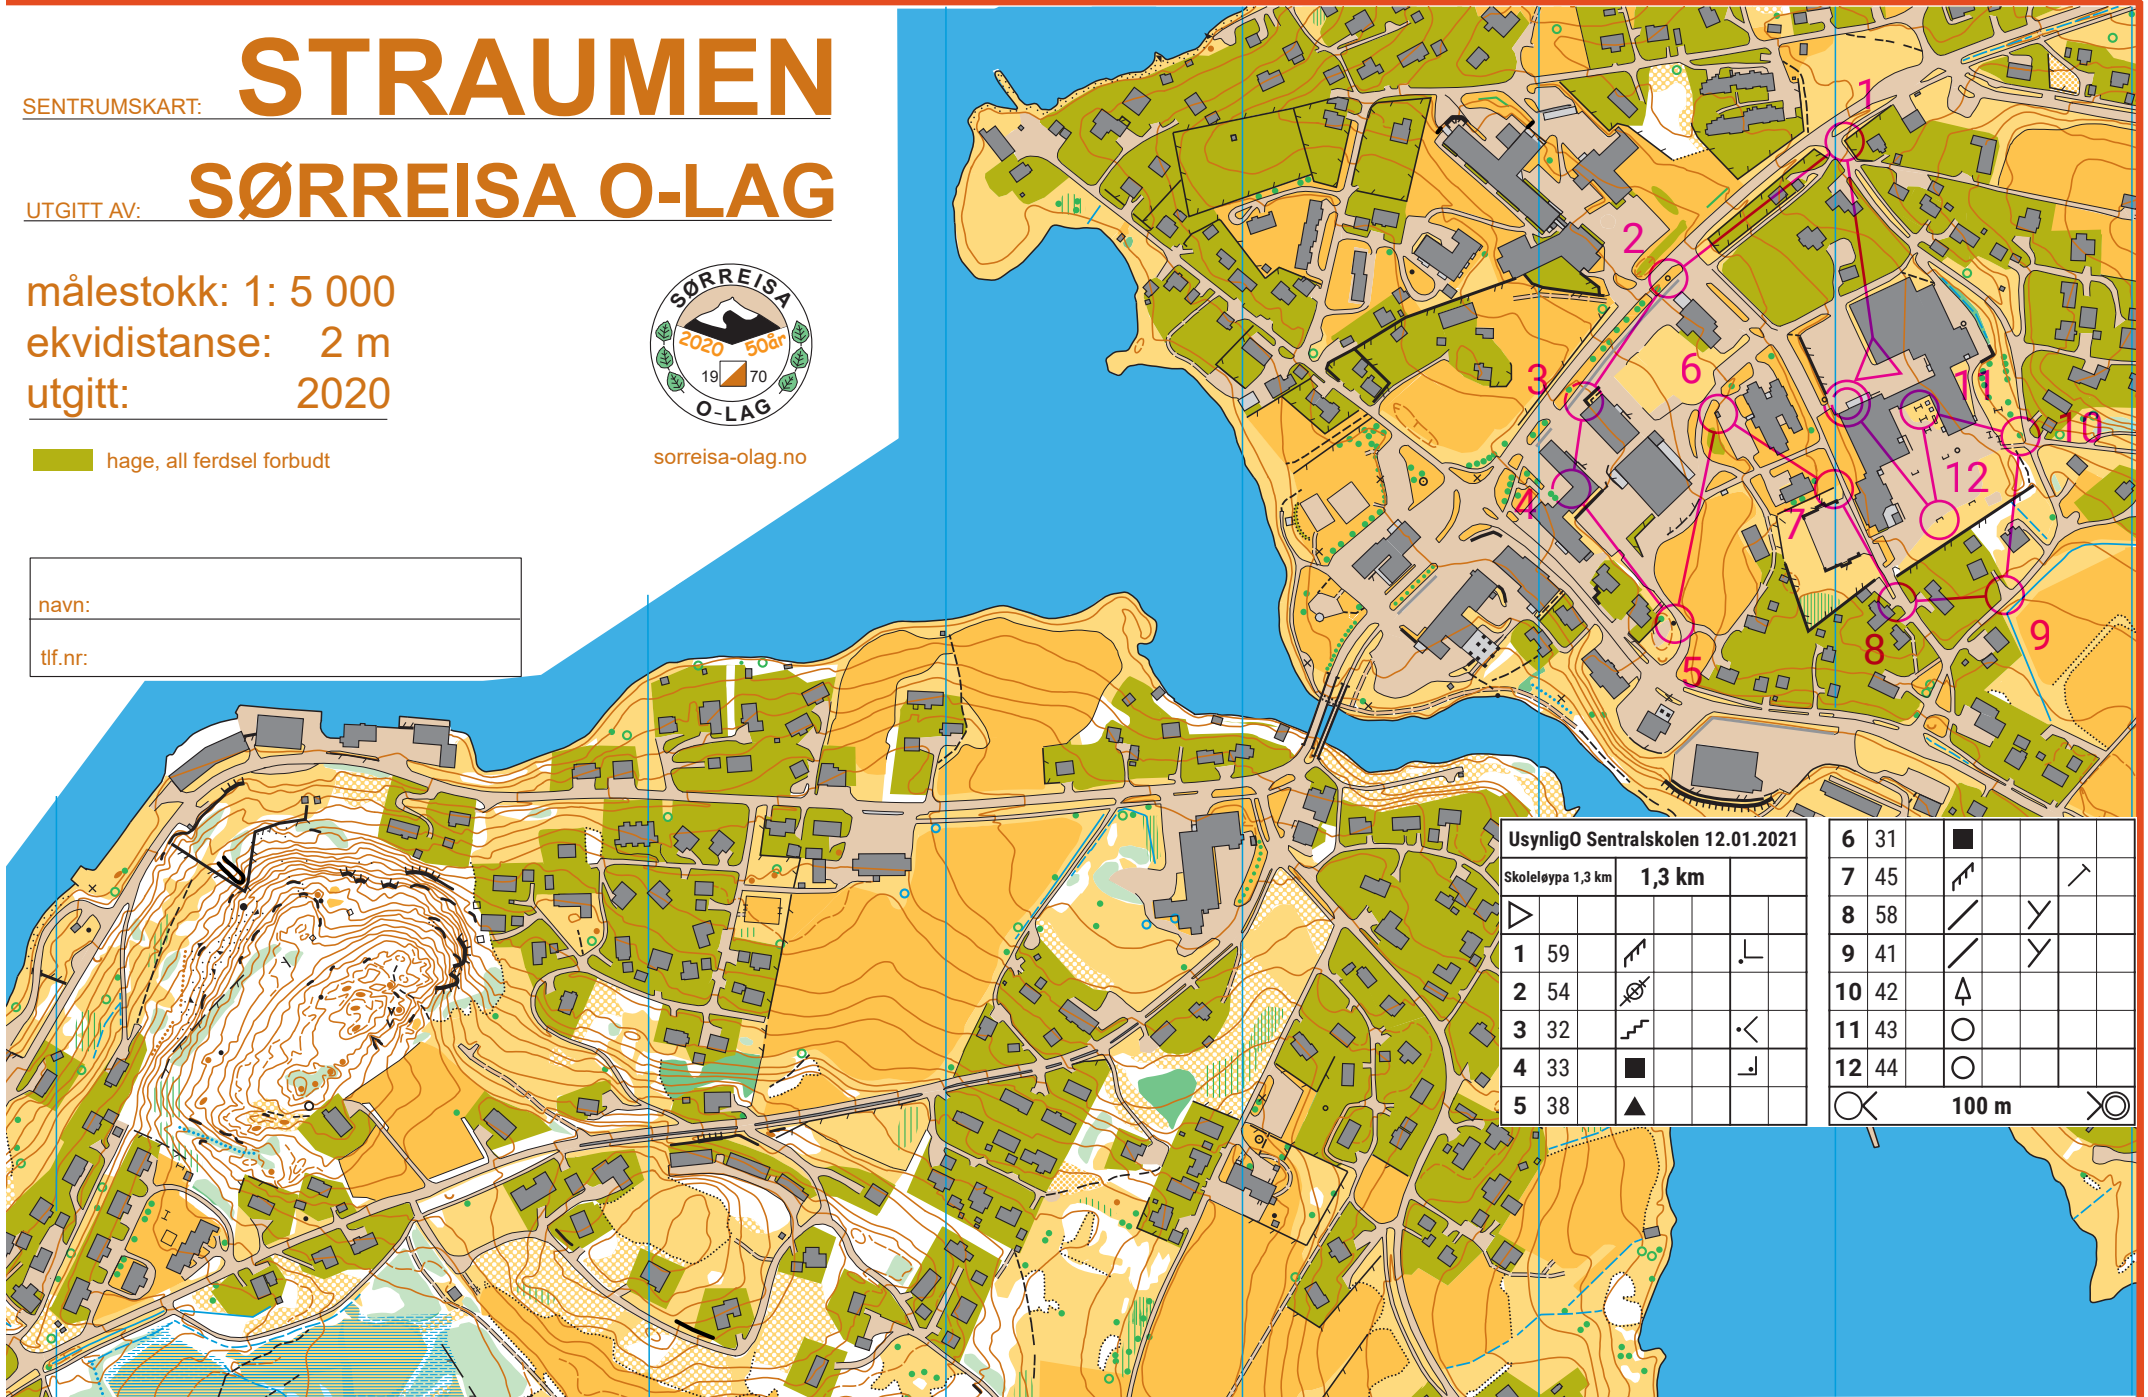 SENTRUMSKART: STRAUMEN
UTGITT AV: SØRREISA O-LAG
målestokk: 1: 5 000
ekvidistanse: 2 m
utgitt: 2020
hage, all ferdsel forbudt
SØRREISA
2020 50år
19 70
O-LAG
sorreisa-olag.no
navn:
tlf.nr:
1
2
3
6
11
10
4
12
7
5
8
9
UsynligO Sentralskolen 12.01.2021
Skoleløypa 1,3 km 1,3 km
1 59
2 54
3 32
4 33
5 38
6 31
7 45
8 58
9 41
10 42
11 43
12 44
100 m